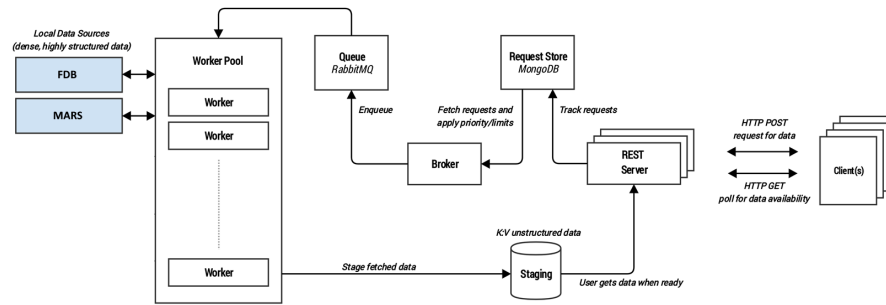 Local Data Sources
(dense, highly structured data)
FDB
MARS
Worker Pool
Worker
Worker
Worker
Queue
RabbitMQ
Enqueue
Request Store
MongoDB
Fetch requests and
apply priority/limits
Track requests
Broker
REST
Server
HTTP POST
request for data
HTTP GET
poll for data availability
Client(s)
K:V unstructured data
Stage fetched data
Staging
User gets data when ready